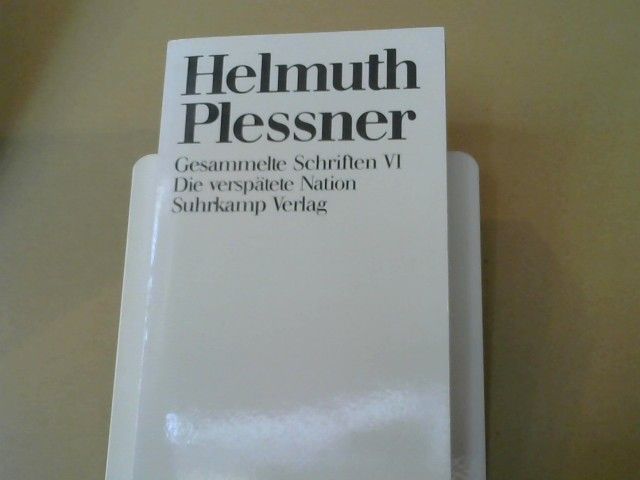 Helmuth
Plessner
Gesammelte Schriften VI
Die verspätete Nation
Suhrkamp Verlag